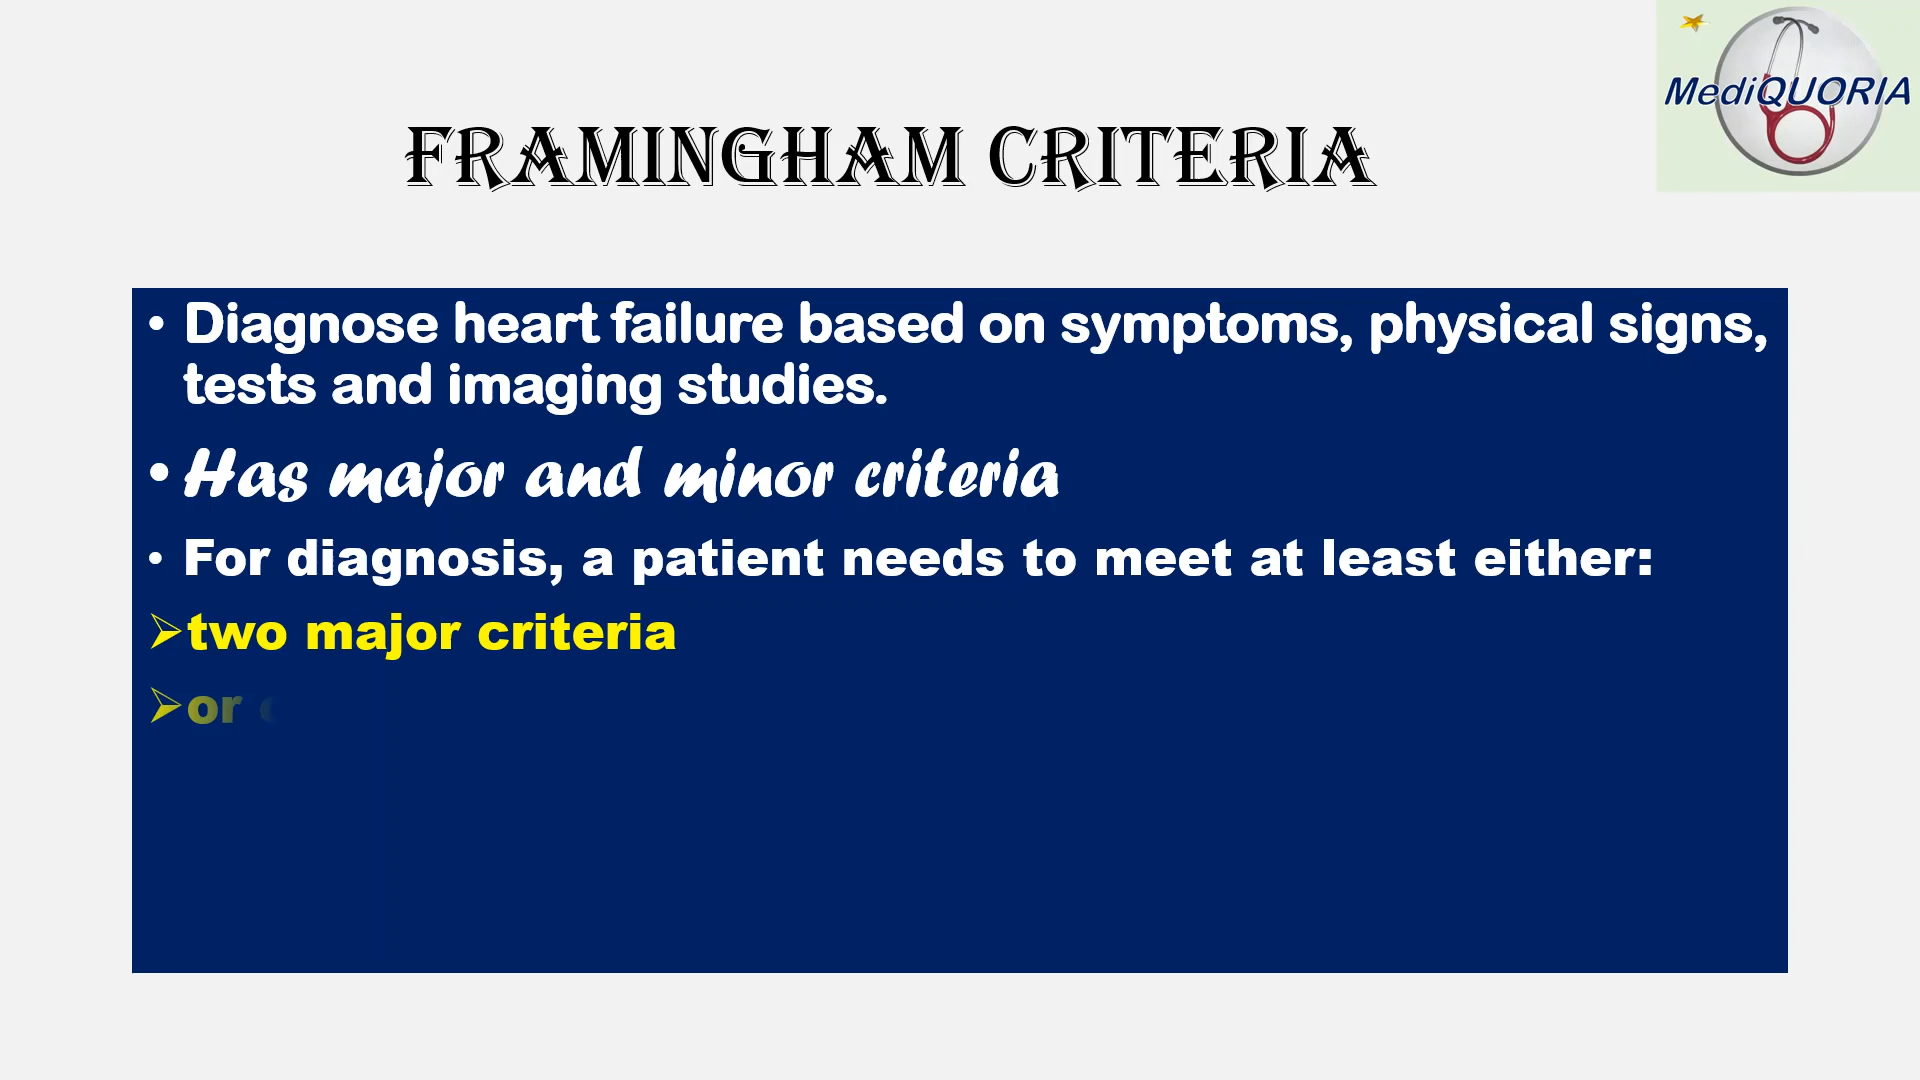 MediQUORIA
FRAMINGHAM CRITERIA
• Diagnose heart failure based on symptoms, physical signs,
tests and imaging studies.
• Has major and minor criteria
• For diagnosis, a patient needs to meet at least either:
➢two major criteria
➢or